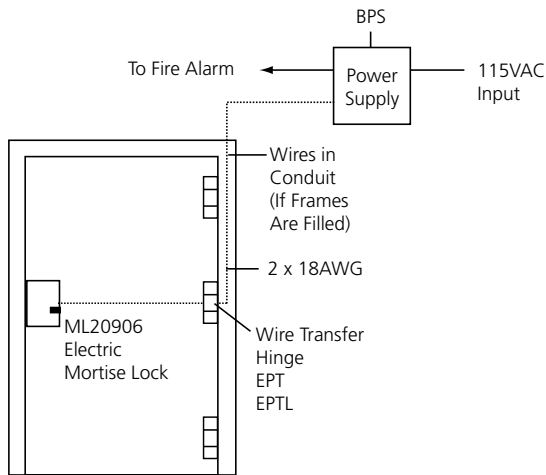 BPS
To Fire Alarm
Power
Supply
115VAC
Input
Wires in
Conduit
(If Frames
Are Filled)
2 x 18AWG
ML20906
Electric
Mortise Lock
Wire Transfer
Hinge
EPT
EPTL